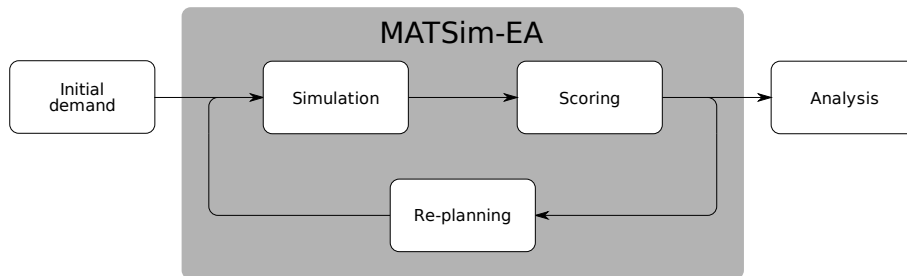 MATSim-EA
Initial
demand
Simulation
Scoring
Analysis
Re-planning